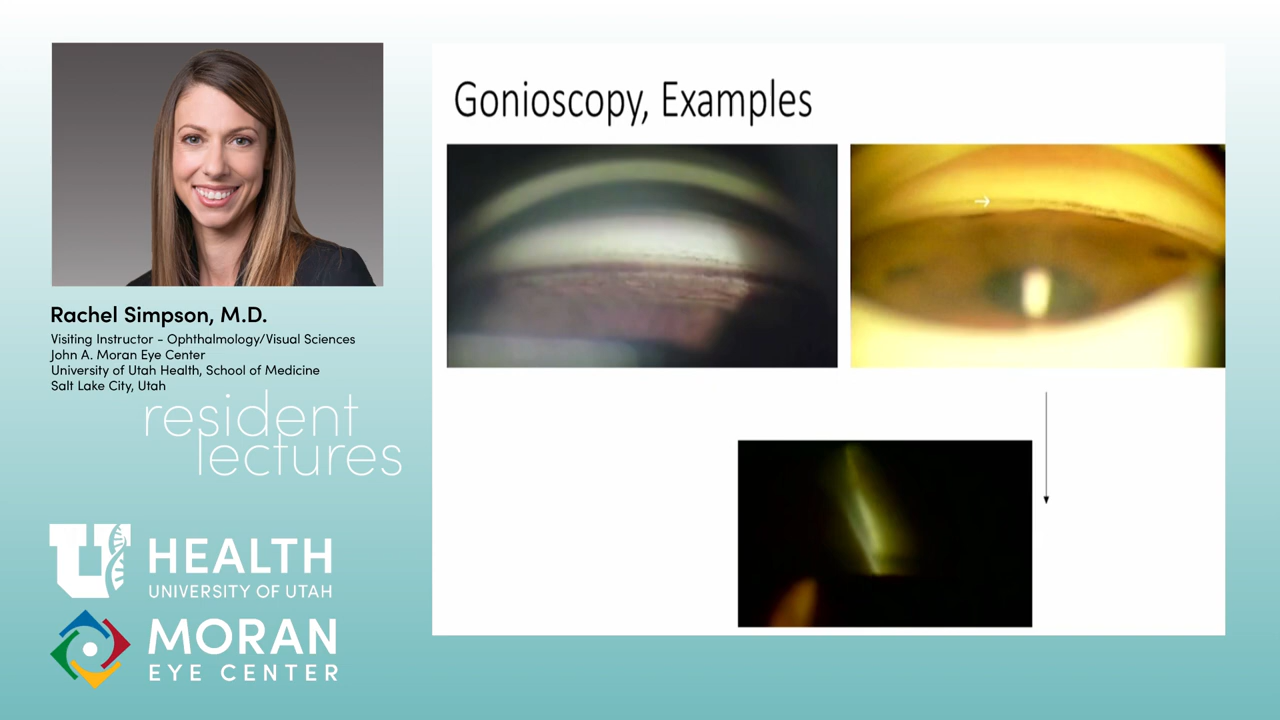 Gonioscopy, Examples
Rachel Simpson, M.D.
Visiting Instructor - Ophthalmology/Visual Sciences
John A. Moran Eye Center
University of Utah Health, School of Medicine
Salt Lake City, Utah
resident
lectures
U HEALTH
UNIVERSITY OF UTAH
MORAN
EYE CENTER